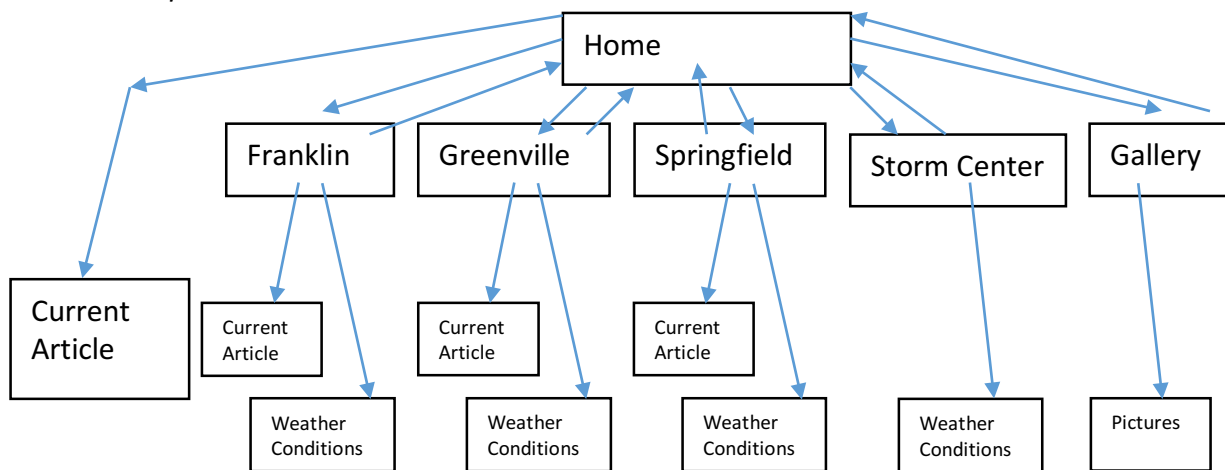 Home
Franklin
Greenville
Springfield
Storm Center
Gallery
Current
Article
Current
Article
Current
Article
Current
Article
Weather
Conditions
Weather
Conditions
Weather
Conditions
Weather
Conditions
Pictures